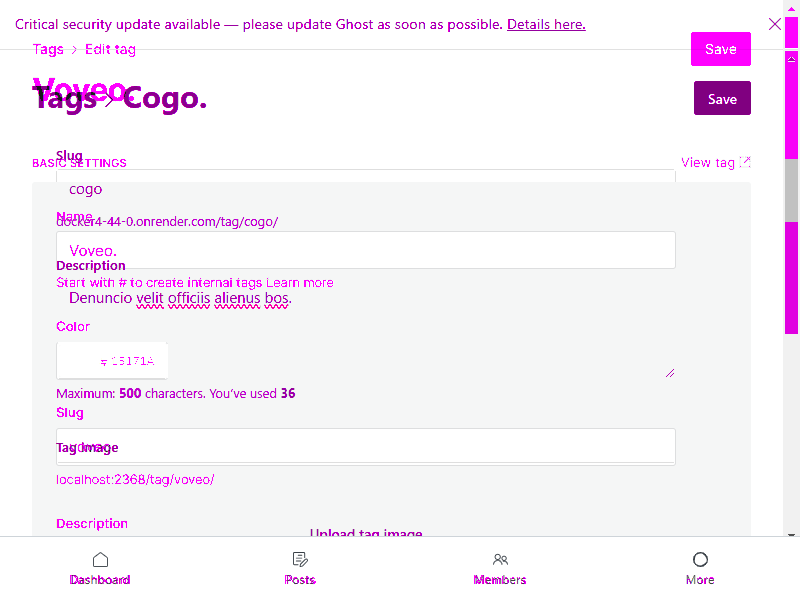 Critical security update available — please update Ghost as soon as possible. Details here.
Tags > Edit tag
Save
Voveo.
Tags > Cogo.
Save
Slug
BASIC SETTINGS
View tag
cogo
Name
docker4-44-0.onrender.com/tag/cogo/
Voveo.
Description
Start with # to create internal tags Learn more
Denuncio velit officiis alienus bos.
Color
# 15171A
Maximum: 500 characters. You've used 36
Slug
voveo
Tag image
localhost:2368/tag/voveo/
Description
Upload tag image
Dashboard
Posts
Members
More